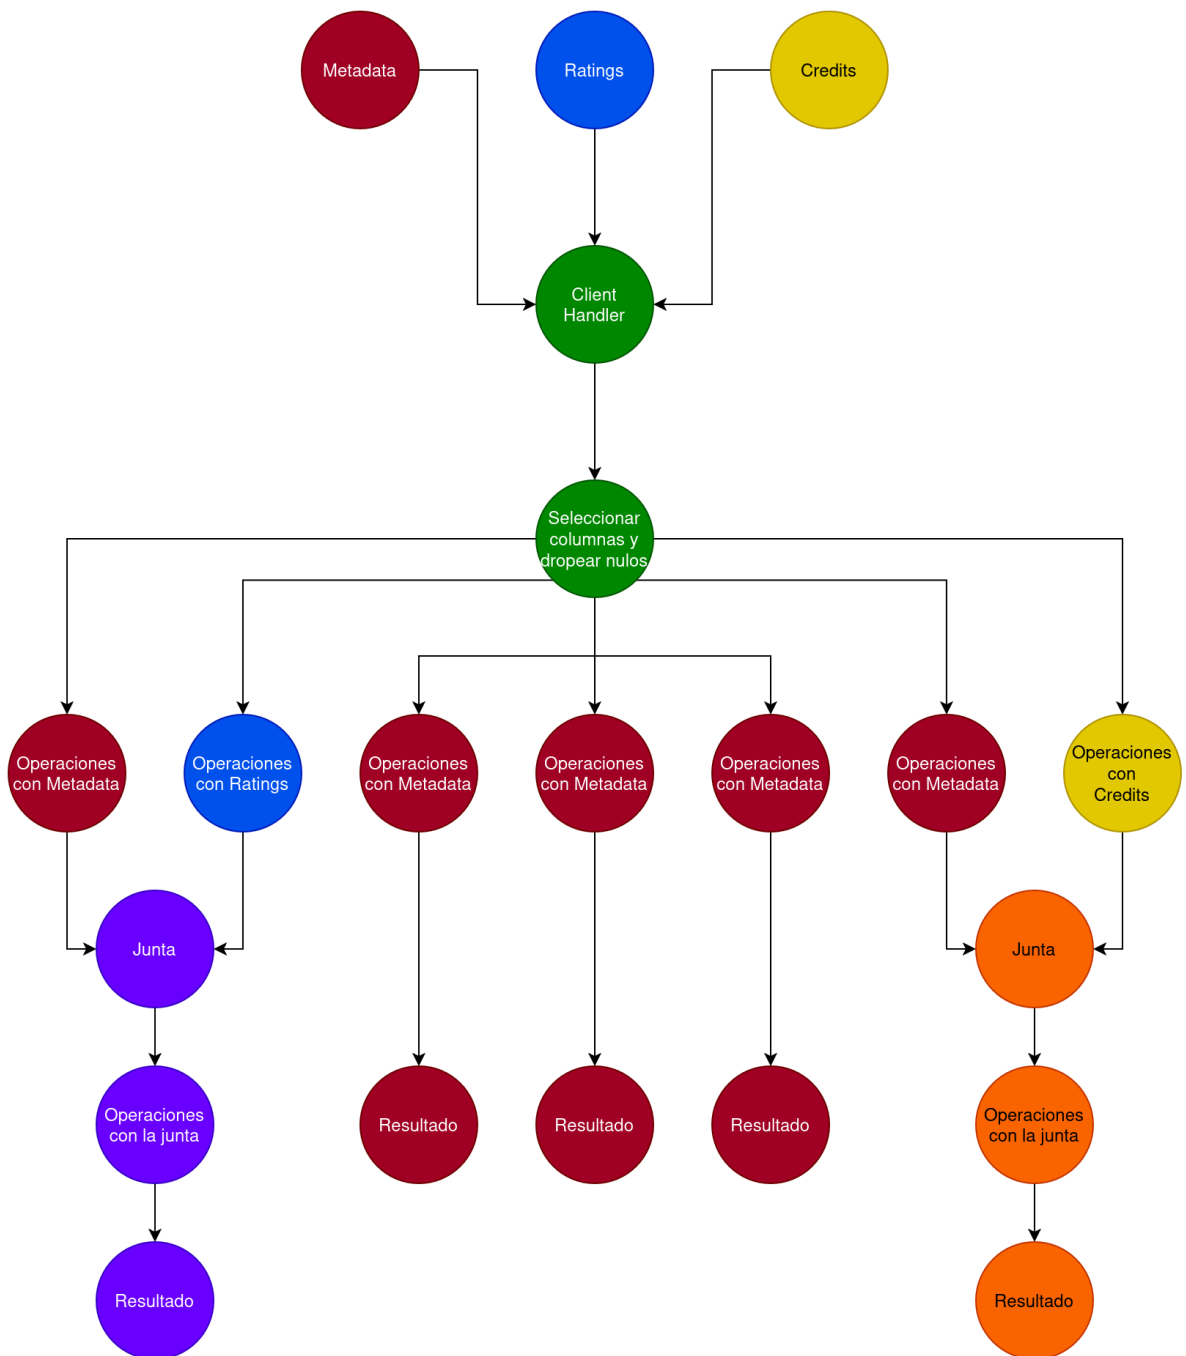 Metadata
Ratings
Credits
Client
Handler
Seleccionar
columnas y
dropear nulos
Operaciones
con Metadata
Operaciones
con Ratings
Operaciones
con Metadata
Operaciones
con Metadata
Operaciones
con Metadata
Operaciones
con Metadata
Operaciones
con
Credits
Junta
Junta
Operaciones
con la junta
Resultado
Resultado
Resultado
Operaciones
con la junta
Resultado
Resultado